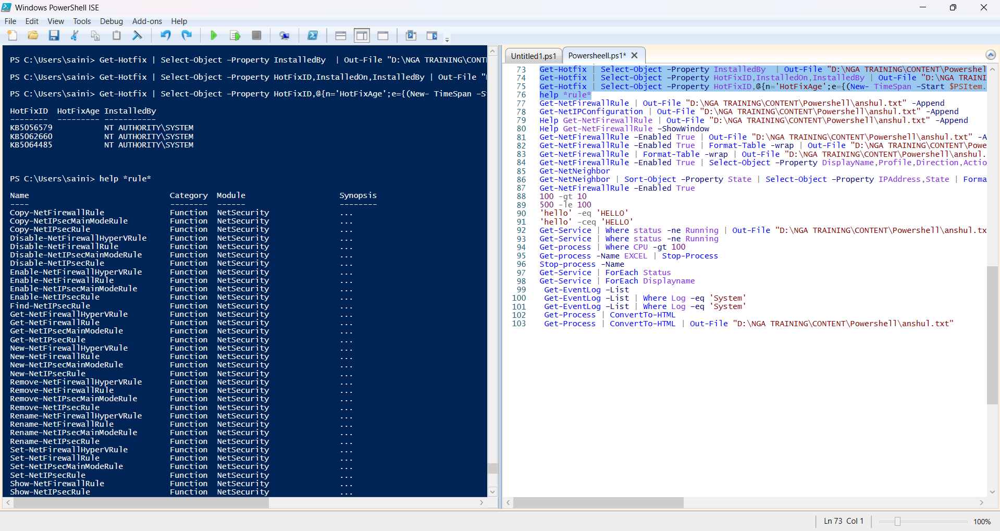 Windows PowerShell ISE
File Edit View Tools Debug Add-ons Help
PS C:\Users\saini> Get-Hotfix | Select-Object -Property InstalledBy  | Out-File "D:\NGA TRAINING\CONT
PS C:\Users\saini> Get-Hotfix | Select-Object -Property HotFixID,InstalledOn,InstalledBy | Out-File "
PS C:\Users\saini> Get-Hotfix | Select-Object -Property HotFixID,@{n='HotFixAge';e={(New- TimeSpan -S
HotFixID  HotFixAge InstalledBy
--------  --------- -----------
KB5056579           NT AUTHORITY\SYSTEM
KB5062660           NT AUTHORITY\SYSTEM
KB5064485           NT AUTHORITY\SYSTEM
PS C:\Users\saini> help *rule*
Name                              Category  Module                    Synopsis
----                              --------  ------                    --------
Copy-NetFirewallRule              Function  NetSecurity               ...
Copy-NetIPsecMainModeRule         Function  NetSecurity               ...
Copy-NetIPsecRule                 Function  NetSecurity               ...
Disable-NetFirewallHyperVRule     Function  NetSecurity               ...
Disable-NetFirewallRule           Function  NetSecurity               ...
Disable-NetIPsecMainModeRule      Function  NetSecurity               ...
Disable-NetIPsecRule              Function  NetSecurity               ...
Enable-NetFirewallHyperVRule      Function  NetSecurity               ...
Enable-NetFirewallRule            Function  NetSecurity               ...
Enable-NetIPsecMainModeRule       Function  NetSecurity               ...
Enable-NetIPsecRule               Function  NetSecurity               ...
Find-NetIPsecRule                 Function  NetSecurity               ...
Get-NetFirewallHyperVRule         Function  NetSecurity               ...
Get-NetFirewallRule               Function  NetSecurity               ...
Get-NetIPsecMainModeRule          Function  NetSecurity               ...
Get-NetIPsecRule                  Function  NetSecurity               ...
New-NetFirewallHyperVRule         Function  NetSecurity               ...
New-NetFirewallRule               Function  NetSecurity               ...
New-NetIPsecMainModeRule          Function  NetSecurity               ...
New-NetIPsecRule                  Function  NetSecurity               ...
Remove-NetFirewallHyperVRule      Function  NetSecurity               ...
Remove-NetFirewallRule            Function  NetSecurity               ...
Remove-NetIPsecMainModeRule       Function  NetSecurity               ...
Remove-NetIPsecRule               Function  NetSecurity               ...
Rename-NetFirewallHyperVRule      Function  NetSecurity               ...
Rename-NetFirewallRule            Function  NetSecurity               ...
Rename-NetIPsecMainModeRule       Function  NetSecurity               ...
Rename-NetIPsecRule               Function  NetSecurity               ...
Set-NetFirewallHyperVRule         Function  NetSecurity               ...
Set-NetFirewallRule               Function  NetSecurity               ...
Set-NetIPsecMainModeRule          Function  NetSecurity               ...
Set-NetIPsecRule                  Function  NetSecurity               ...
Show-NetFirewallRule              Function  NetSecurity               ...
Show-NetIPsecRule                 Function  NetSecurity               ...
Untitled1.ps1 Powersheell.ps1*
73 Get-Hotfix | Select-Object -Property InstalledBy  | Out-File "D:\NGA TRAINING\CONTENT\Powershel
74 Get-Hotfix | Select-Object -Property HotFixID,InstalledOn,InstalledBy | Out-File "D:\NGA TRAINI
75 Get-Hotfix | Select-Object -Property HotFixID,@{n='HotFixAge';e={(New- TimeSpan -Start $PSItem.
76 help *rule*
77 Get-NetFirewallRule | Out-File "D:\NGA TRAINING\CONTENT\Powershell\anshul.txt" -Append
78 Get-NetIPConfiguration | Out-File "D:\NGA TRAINING\CONTENT\Powershell\anshul.txt" -Append
79 Help Get-NetFirewallRule | Out-File "D:\NGA TRAINING\CONTENT\Powershell\anshul.txt" -Append
80 Help Get-NetFirewallRule -ShowWindow
81 Get-NetFirewallRule -Enabled True | Out-File "D:\NGA TRAINING\CONTENT\Powershell\anshul.txt" -A
82 Get-NetFirewallRule -Enabled True | Format-Table -wrap | Out-File "D:\NGA TRAINING\CONTENT\Powe
83 Get-NetFirewallRule | Format-Table -wrap | Out-File "D:\NGA TRAINING\CONTENT\Powershell\anshul.
84 Get-NetFirewallRule -Enabled True | Select-Object -Property DisplayName,Profile,Direction,Actio
85 Get-NetNeighbor
86 Get-NetNeighbor | Sort-Object -Property State | Select-Object -Property IPAddress,State | Forma
87 Get-NetFirewallRule -Enabled True
88 100 -gt 10
89 500 -le 100
90 'hello' -eq 'HELLO'
91 'hello' -ceq 'HELLO'
92 Get-Service | Where status -ne Running | Out-File "D:\NGA TRAINING\CONTENT\Powershell\anshul.tx
93 Get-Service | Where status -ne Running
94 Get-process | Where CPU -gt 100
95 Get-process -Name EXCEL | Stop-Process
96 Stop-process -Name
97 Get-Service | ForEach Status
98 Get-Service | ForEach Displayname
99  Get-EventLog -List
100  Get-EventLog -List | Where Log -eq 'System'
101  Get-EventLog -List | Where Log -eq 'System'
102  Get-Process | ConvertTo-HTML
103  Get-Process | ConvertTo-HTML | Out-File "D:\NGA TRAINING\CONTENT\Powershell\anshul.txt"
Ln 73 Col 1 100%